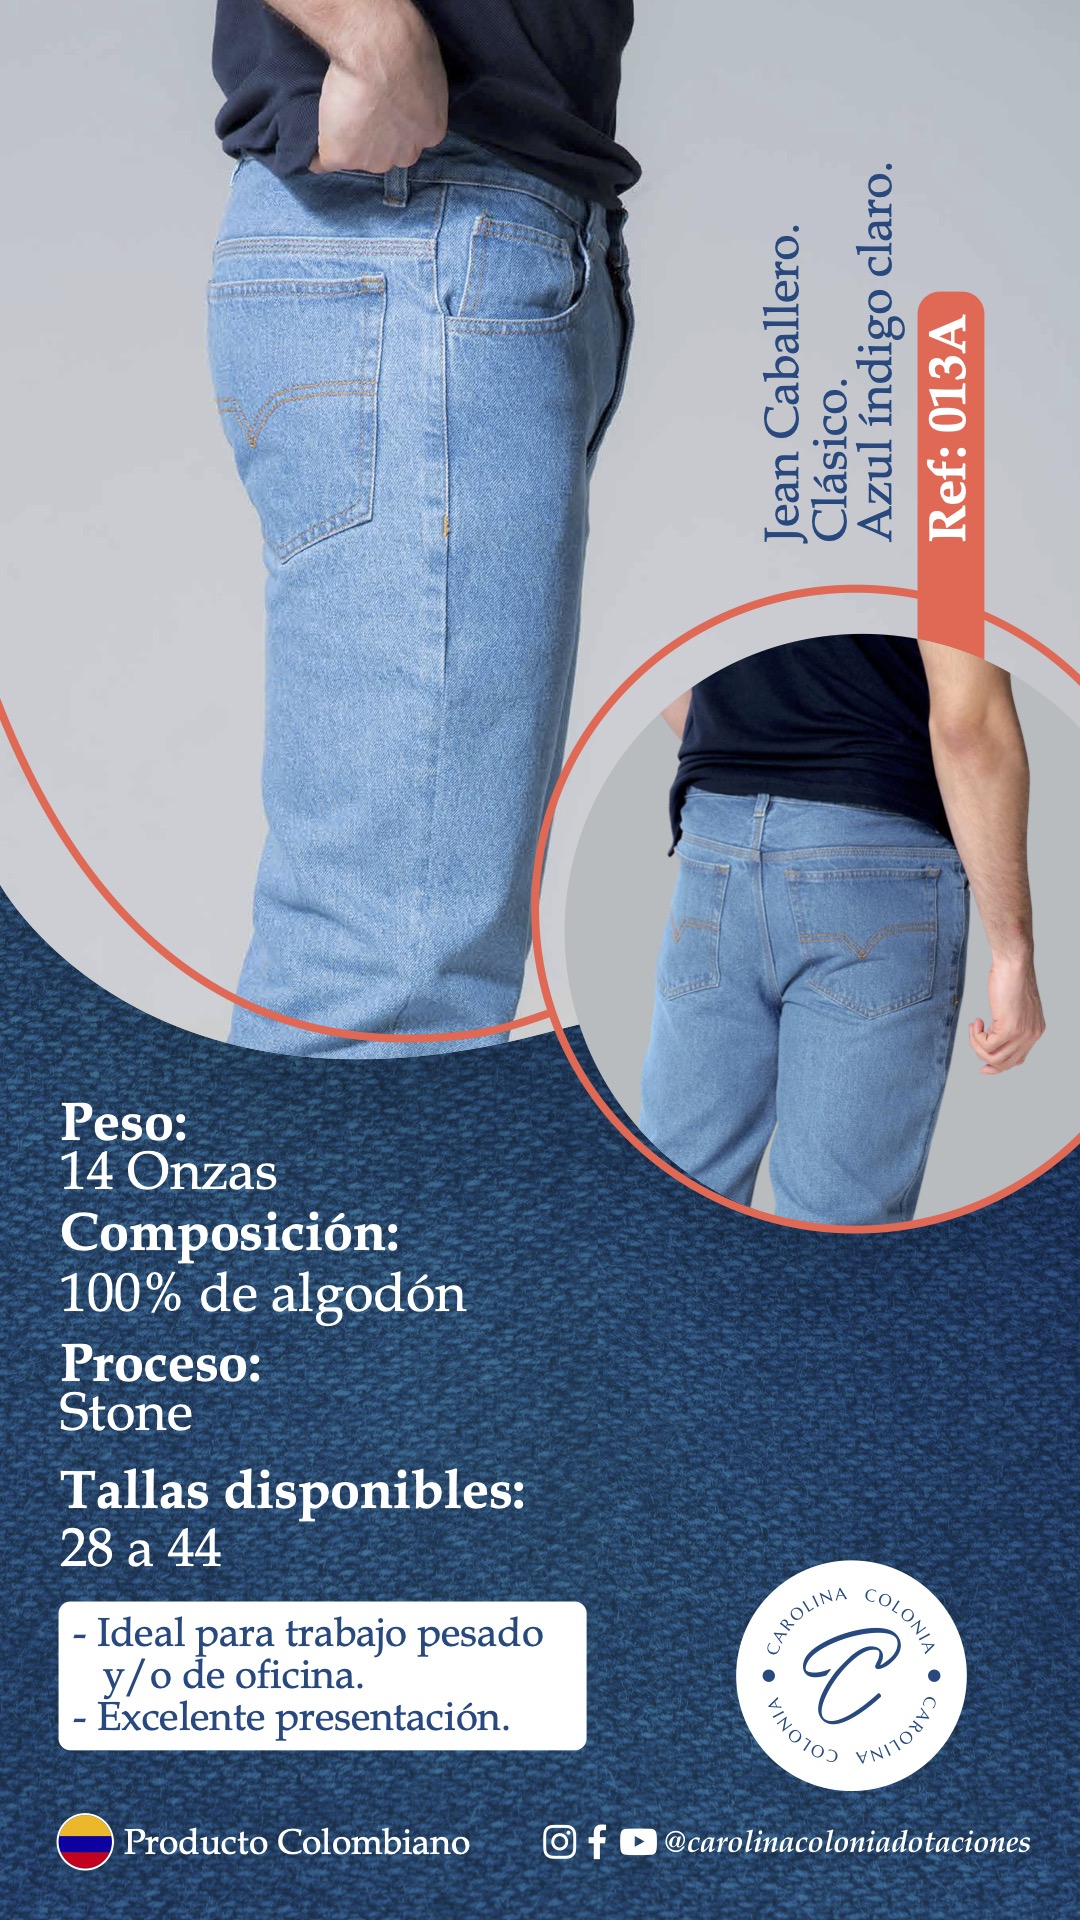 Jean Caballero.
Clásico.
Azul índigo claro.
Ref: 013A
Peso:
14 Onzas
Composición:
100% de algodón
Proceso:
Stone
Tallas disponibles:
28 a 44
- Ideal para trabajo pesado
y/o de oficina.
- Excelente presentación.
CAROLINA COLONIA
CAROLINA COLONIA
C
Producto Colombiano
@carolinacoloniadotaciones